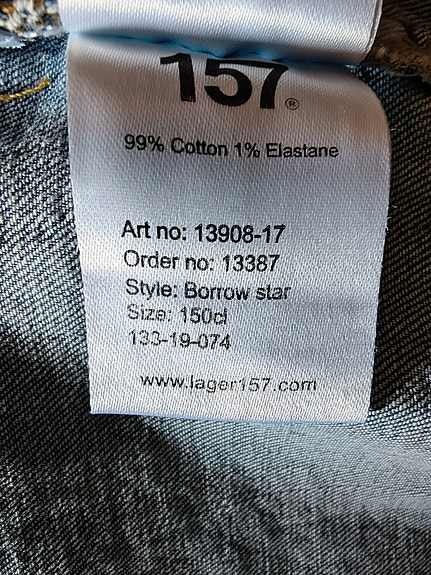 157®
99% Cotton 1% Elastane
Art no: 13908-17
Order no: 13387
Style: Borrow star
Size: 150cl
133-19-074
www.lager157.com